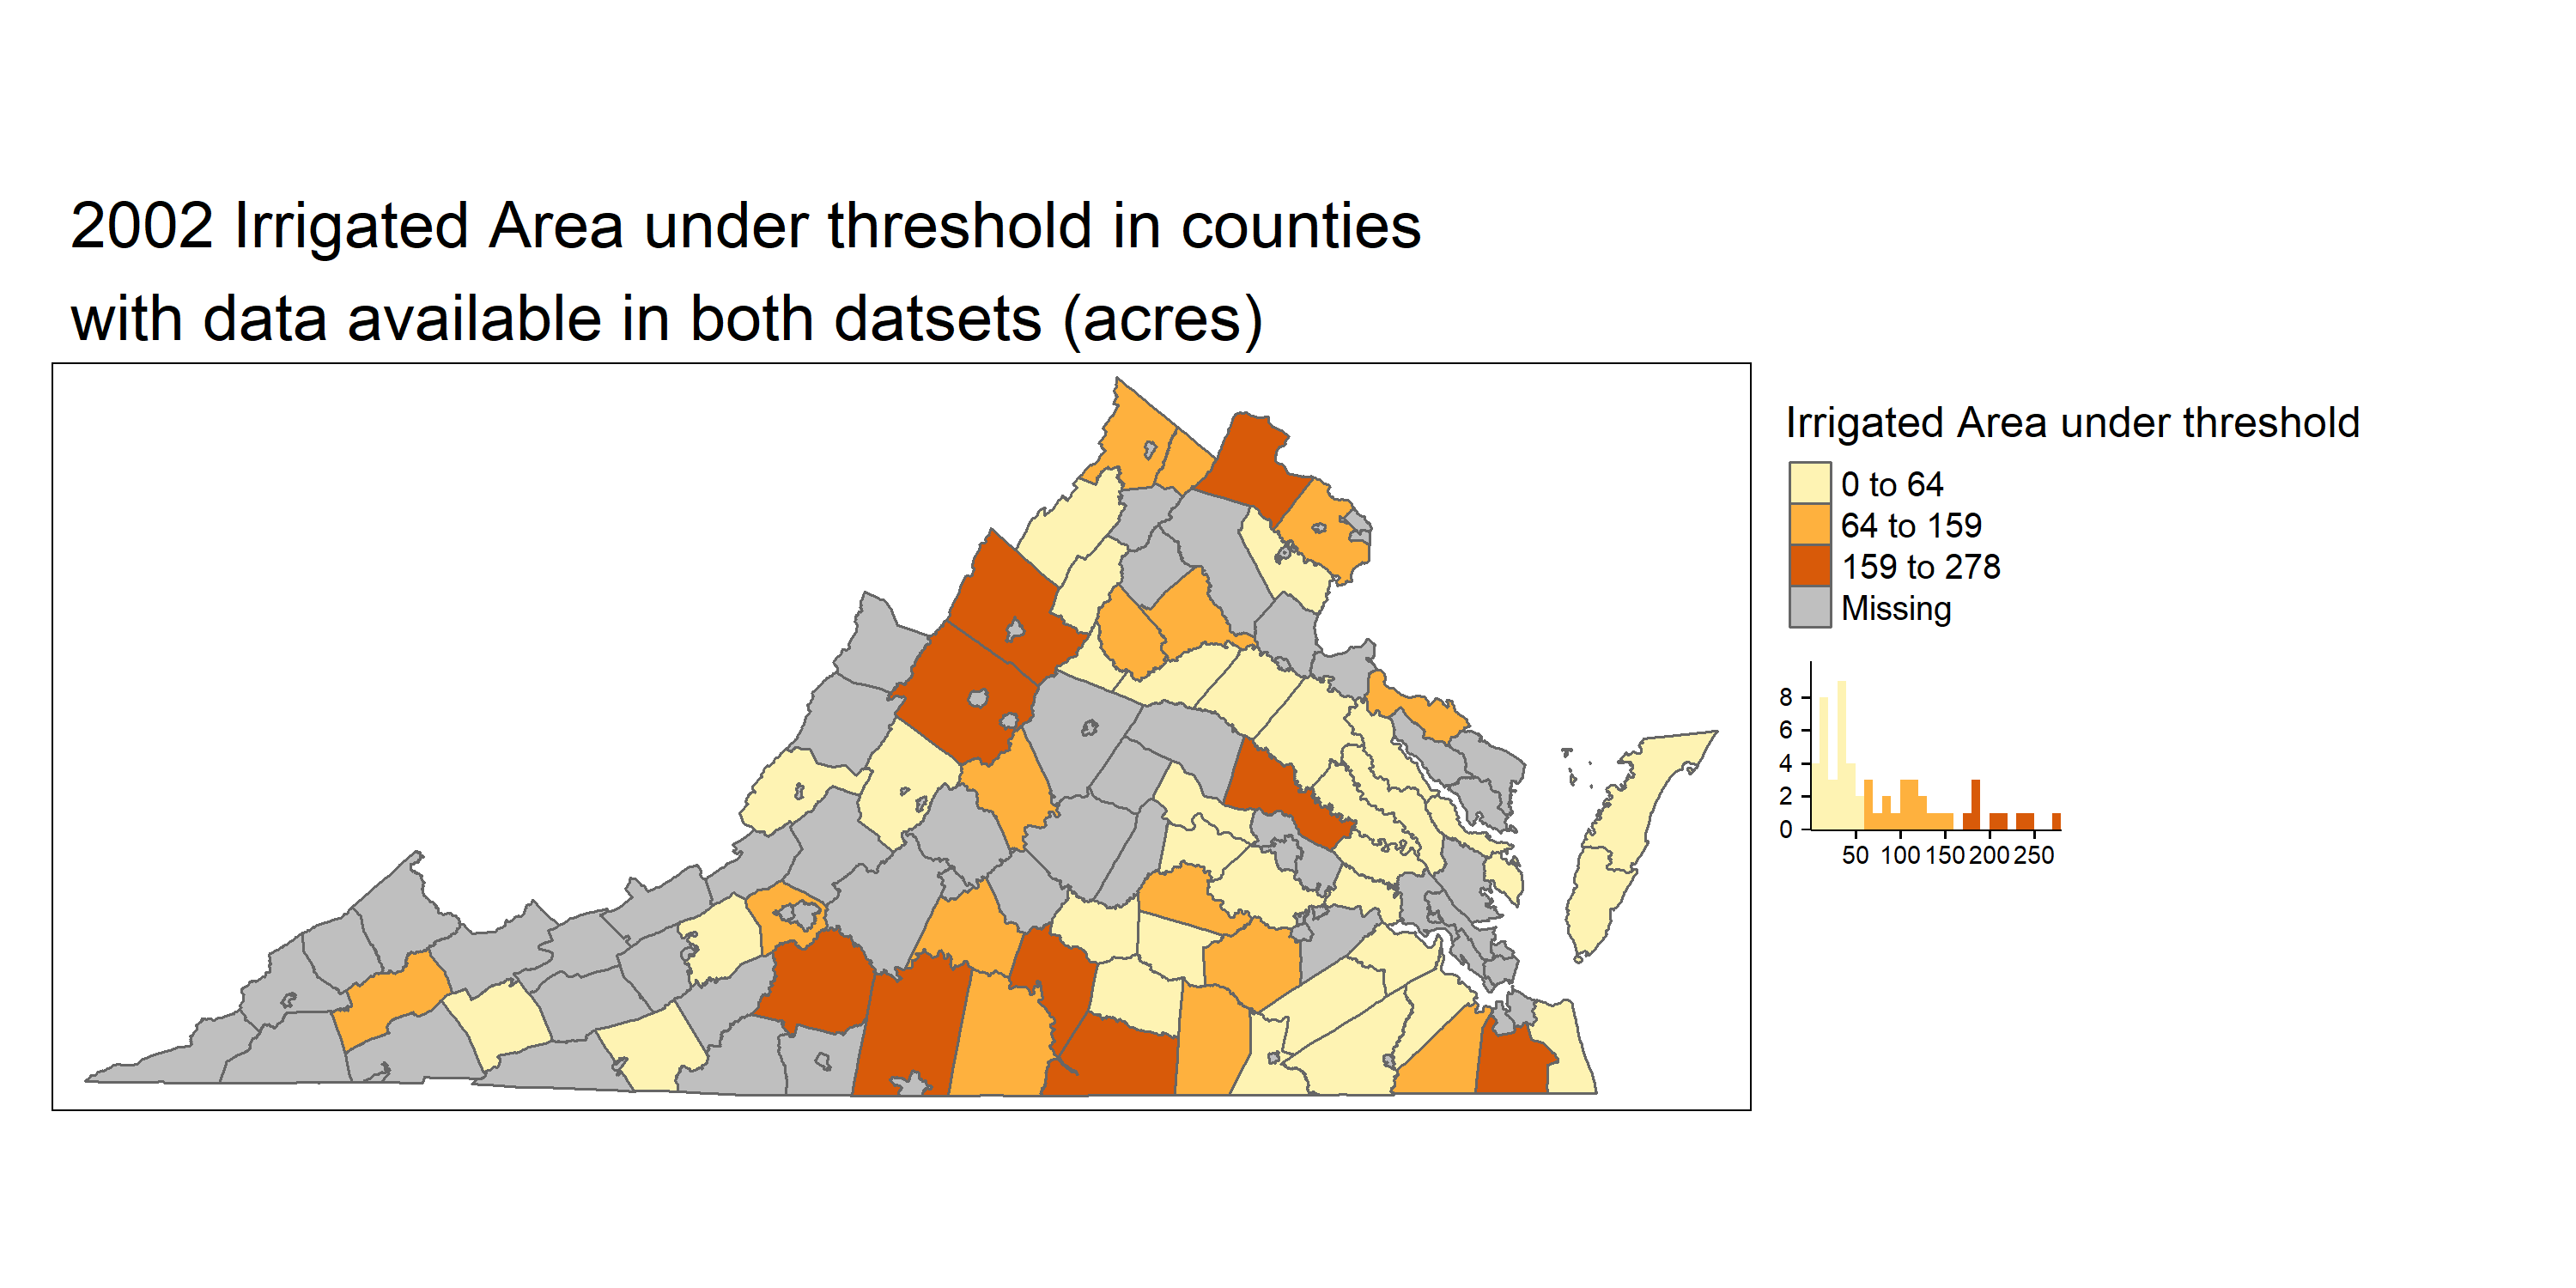 2002 Irrigated Area under threshold in counties
with data available in both datsets (acres)
Irrigated Area under threshold
0 to 64
64 to 159
159 to 278
Missing
8
6
4
2
0
50 100 150 200 250